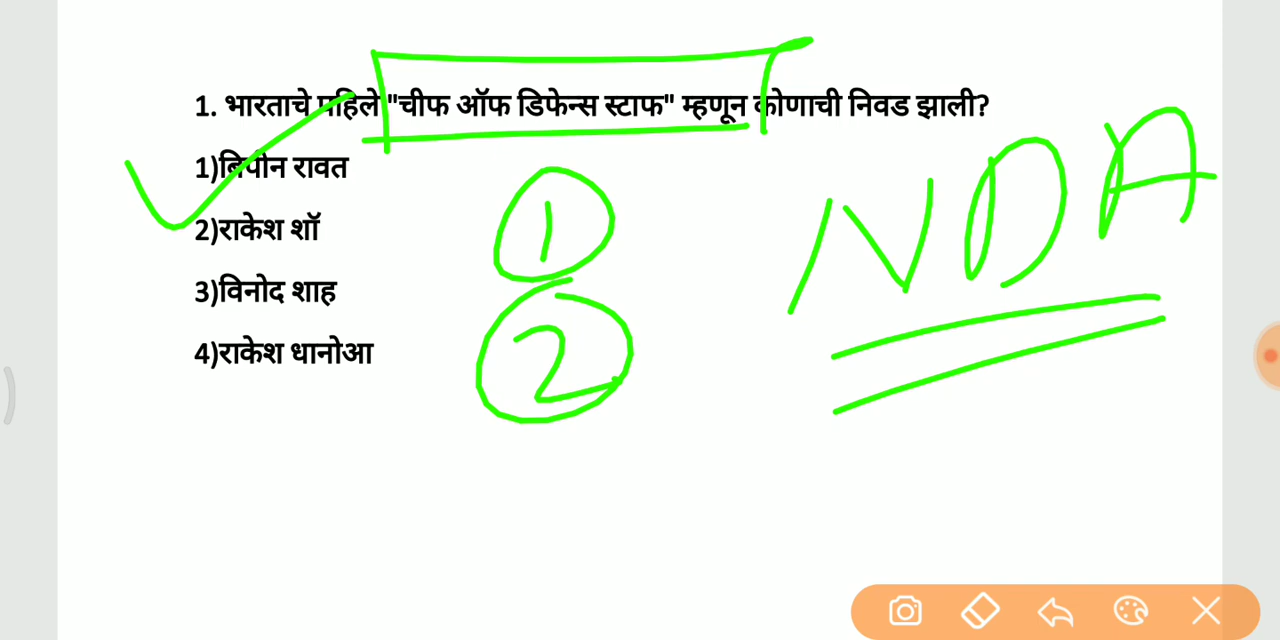 1. भारताचे पहिले "चीफ ऑफ डिफेन्स स्टाफ" म्हणून कोणाची निवड झाली?
1)बिपीन रावत
2)राकेश शॉ
3)विनोद शाह
4)राकेश धानोआ
1
2
NDA